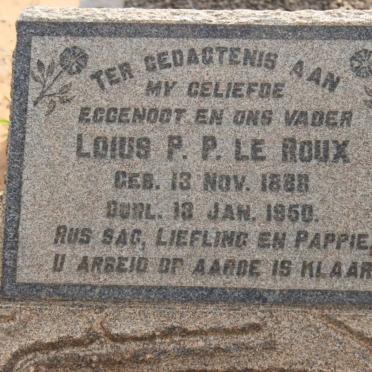 TER GEDAGTENIS AAN
MY GELIEFDE
EGGENOOT EN ONS VADER
LOIUS P. P. LE ROUX
GEB. 13 NOV. 1888
OORL. 13 JAN. 1950.
RUS SAG, LIEFLING EN PAPPIE,
U ARBEID OP AARDE IS KLAAR